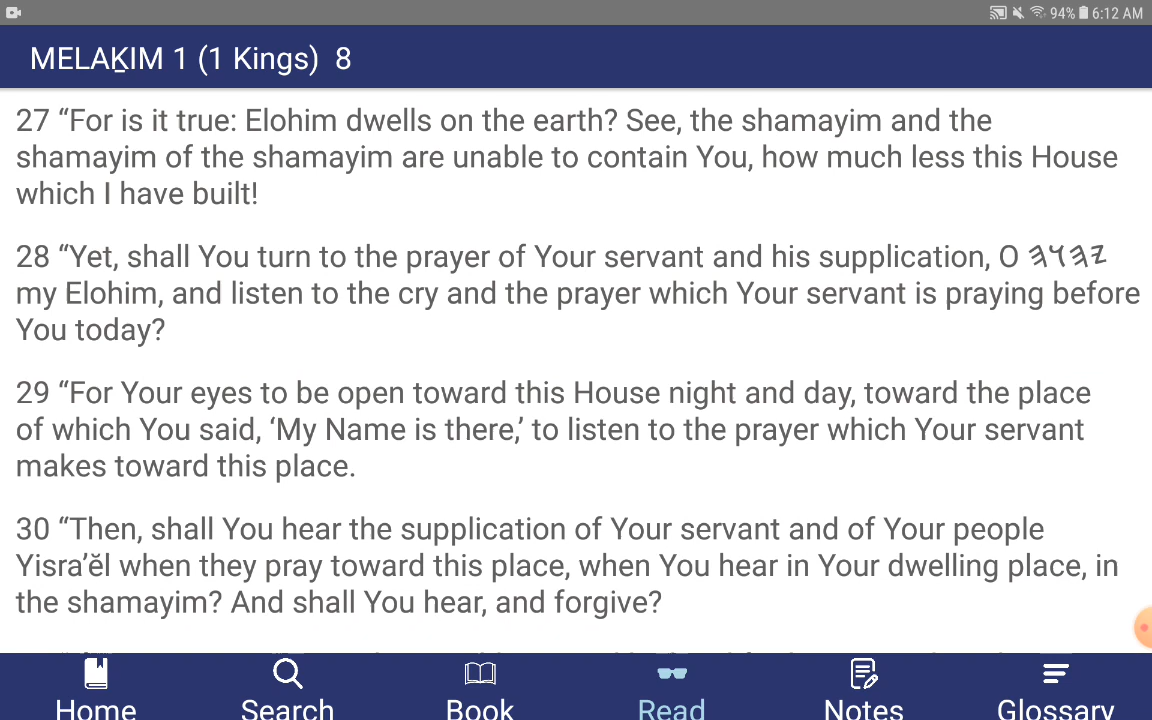 94% 6:12 AM
MELAḴIM 1 (1 Kings) 8
27 “For is it true: Elohim dwells on the earth? See, the shamayim and the
shamayim of the shamayim are unable to contain You, how much less this House
which I have built!
28 “Yet, shall You turn to the prayer of Your servant and his supplication, O 𐤉𐤄𐤅𐤄
my Elohim, and listen to the cry and the prayer which Your servant is praying before
You today?
29 “For Your eyes to be open toward this House night and day, toward the place
of which You said, ‘My Name is there,’ to listen to the prayer which Your servant
makes toward this place.
30 “Then, shall You hear the supplication of Your servant and of Your people
Yisra’ĕl when they pray toward this place, when You hear in Your dwelling place, in
the shamayim? And shall You hear, and forgive?
Home Search Book Read Notes Glossary